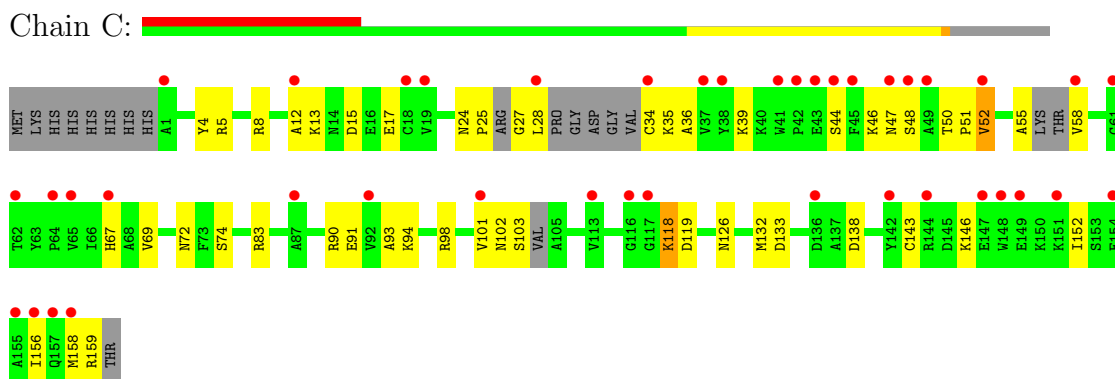 Chain C:
MET LYS HIS HIS HIS HIS HIS HIS A1 Y4 R5 R8 A12 K13 N14 D15 E16 E17 C18 V19 N24 P25 ARG G27 L28 PRO GLY ASP GLY VAL C34 K35 A36 V37 Y38 K39 K40 W41 P42 E43 S44 F45 K46 N47 S48 A49 T50 P51 V52 A55 LYS THR V58 G61
T62 Y63 P64 V65 I66 H67 A68 V69 N72 F73 S74 R83 A87 R90 E91 V92 A93 K94 R98 V101 N102 S103 VAL A105 V113 G116 G117 K118 D119 N126 M132 D133 D136 A137 D138 Y142 C143 R144 D145 K146 E147 W148 E149 K150 K151 I152 S153 E154
A155 I156 Q157 M158 R159 THR